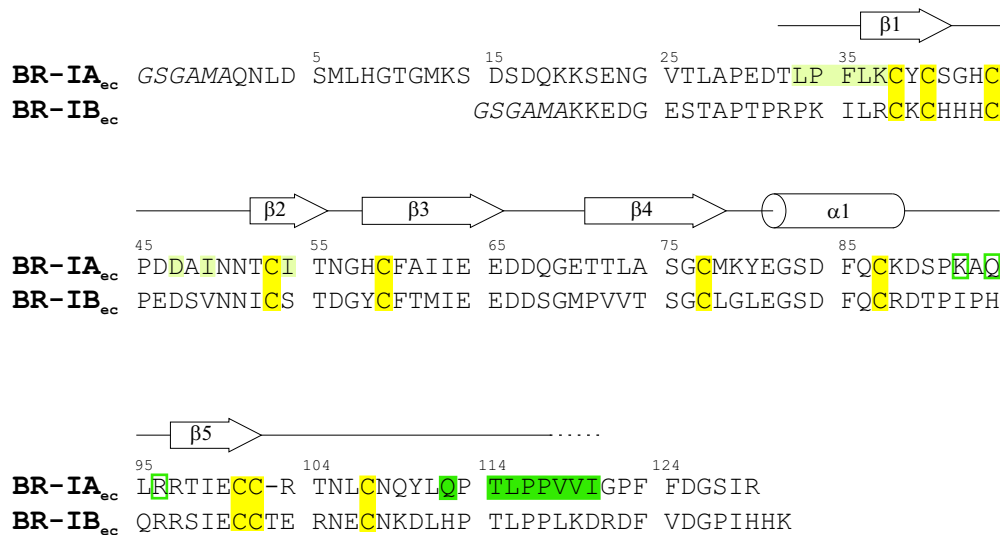 β1
5 15 25 35
BR-IAec GSGAMAQNLD SMLHGTGMKS DSDQKKSENG VTLAPEDTLP FLKCYCSGHC
BR-IBec GSGAMAKKEDG ESTAPTPRPK ILRCKCHHHC
β2 β3 β4 α1
45 55 65 75 85
BR-IAec PDDAINNTCI TNGHCFAIIE EDDQGETTLA SGCMKYEGSD FQCKDSPKAQ
BR-IBec PEDSVNNICS TDGYCFTMIEE DDSGMPVVT SGCLGLEGSD FQCRDTPIPH
β5
95 104 114 124
BR-IAec LRRTIECC-R TNLCNQYLQP TLPPVVIGPF FDGSIR
BR-IBec QRRSIECCTE RNECNKDLHP TLPPLKDRDF VDGPIHHK